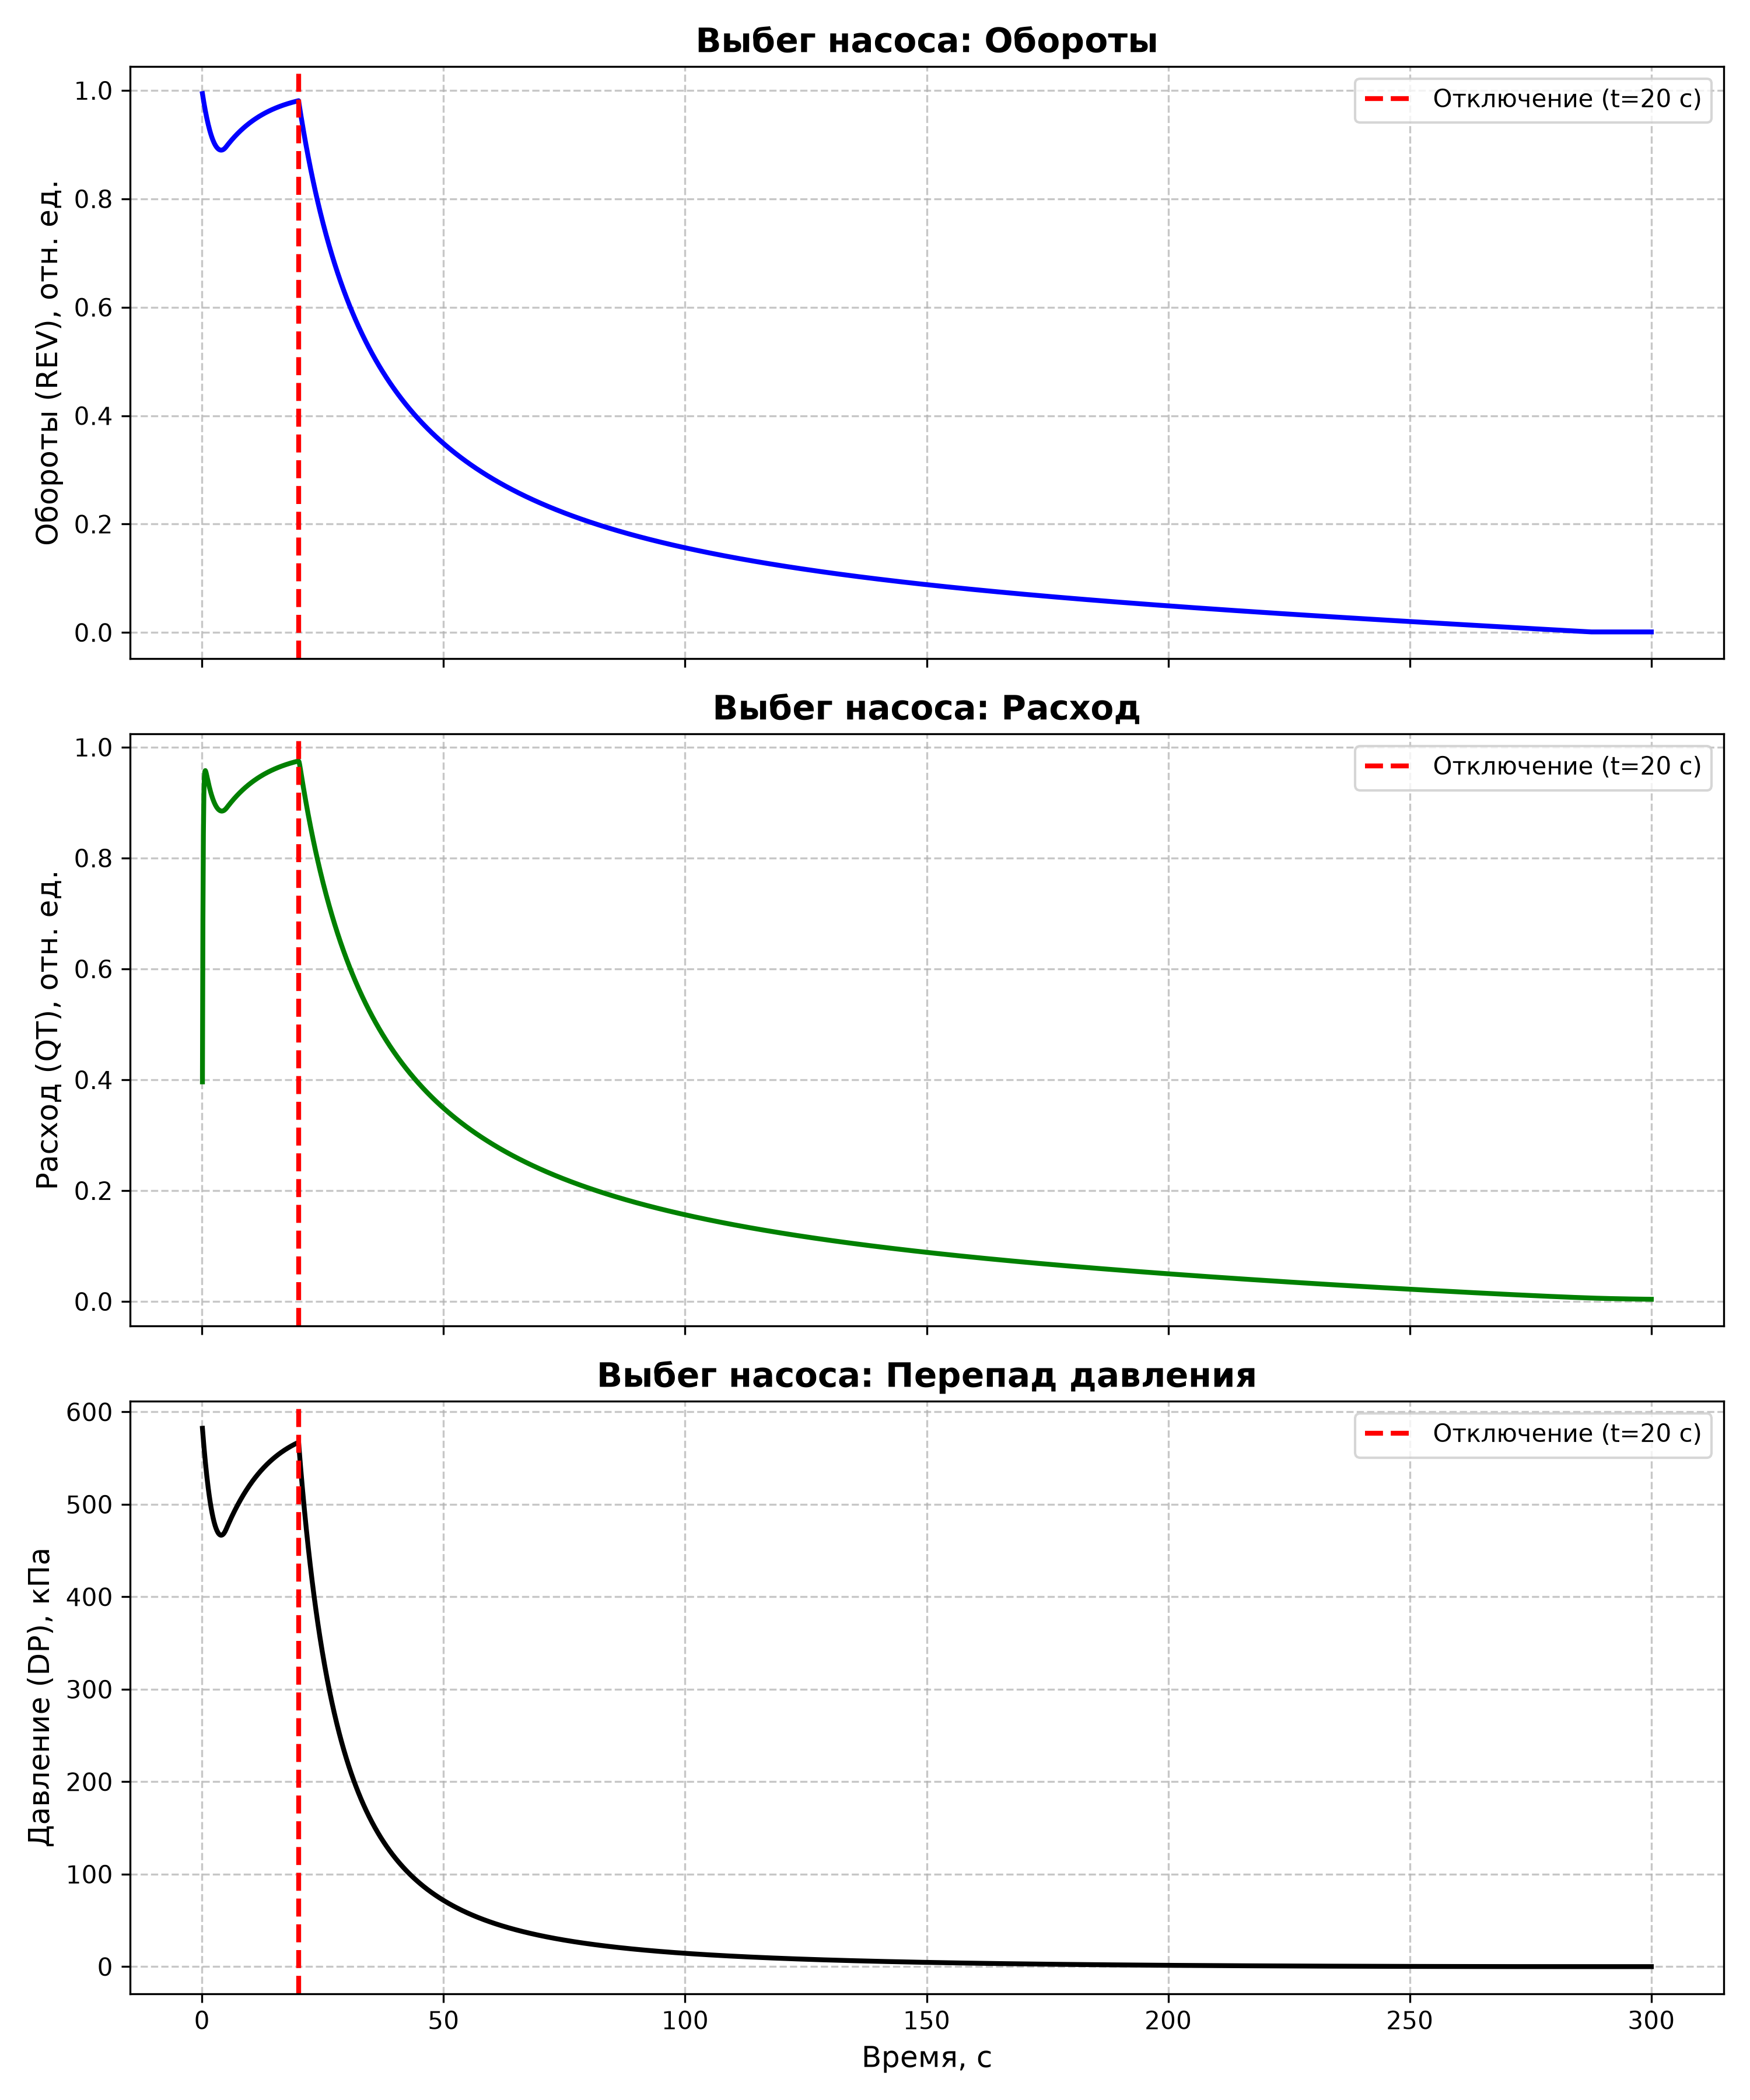 Выбег насоса: Обороты
Обороты (REV), отн. ед.
1.0
0.8
0.6
0.4
0.2
0.0
Отключение (t=20 с)
Выбег насоса: Расход
Расход (QT), отн. ед.
1.0
0.8
0.6
0.4
0.2
0.0
Отключение (t=20 с)
Выбег насоса: Перепад давления
Давление (DP), кПа
600
500
400
300
200
100
0
Отключение (t=20 с)
0 50 100 150 200 250 300
Время, с